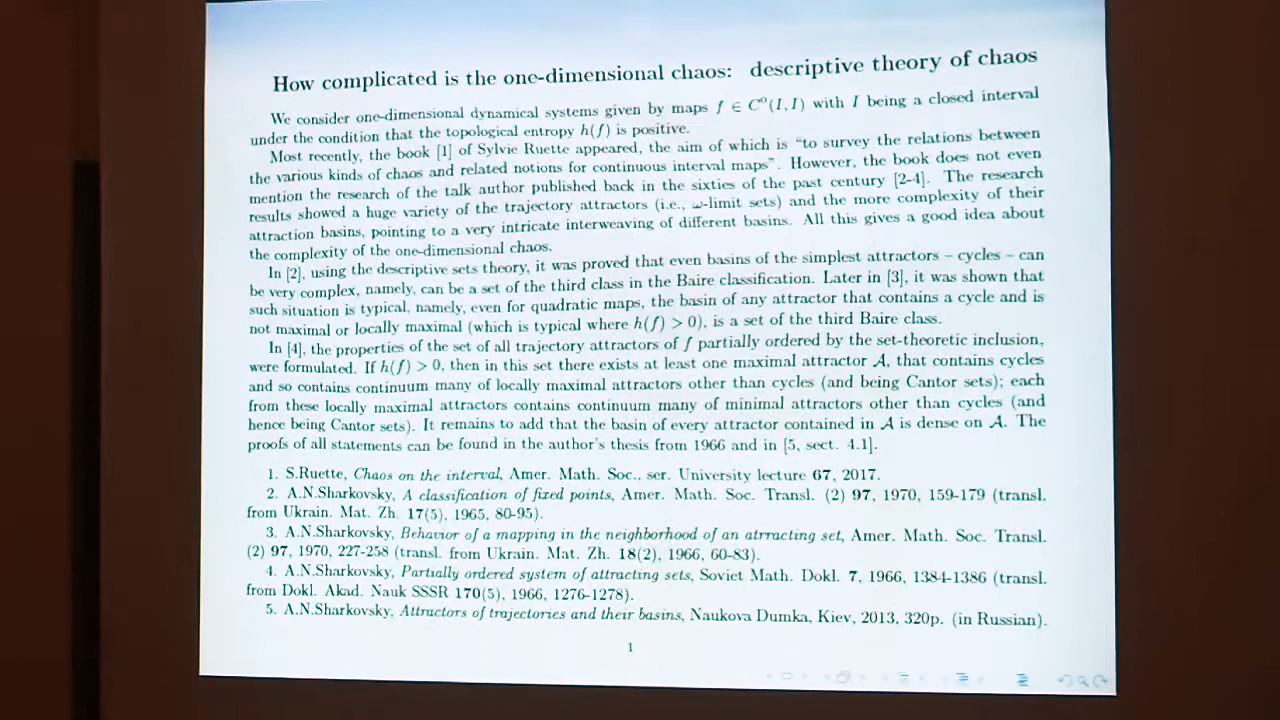 How complicated is the one-dimensional chaos: descriptive theory of chaos
We consider one-dimensional dynamical systems given by maps f ∈ C⁰(I, I) with I being a closed interval
under the condition that the topological entropy h(f) is positive.
Most recently, the book [1] of Sylvie Ruette appeared, the aim of which is “to survey the relations between
the various kinds of chaos and related notions for continuous interval maps”. However, the book does not even
mention the research of the talk author published back in the sixties of the past century [2-4]. The research
results showed a huge variety of the trajectory attractors (i.e., ω-limit sets) and the more complexity of their
attraction basins, pointing to a very intricate interweaving of different basins. All this gives a good idea about
the complexity of the one-dimensional chaos.
In [2], using the descriptive sets theory, it was proved that even basins of the simplest attractors – cycles – can
be very complex, namely, can be a set of the third class in the Baire classification. Later in [3], it was shown that
such situation is typical, namely, even for quadratic maps, the basin of any attractor that contains a cycle and is
not maximal or locally maximal (which is typical where h(f) > 0), is a set of the third Baire class.
In [4], the properties of the set of all trajectory attractors of f partially ordered by the set-theoretic inclusion,
were formulated. If h(f) > 0, then in this set there exists at least one maximal attractor A, that contains cycles
and so contains continuum many of locally maximal attractors other than cycles (and being Cantor sets); each
from these locally maximal attractors contains continuum many of minimal attractors other than cycles (and
hence being Cantor sets). It remains to add that the basin of every attractor contained in A is dense on A. The
proofs of all statements can be found in the author's thesis from 1966 and in [5, sect. 4.1].
1. S.Ruette, Chaos on the interval, Amer. Math. Soc., ser. University lecture 67, 2017.
2. A.N.Sharkovsky, A classification of fixed points, Amer. Math. Soc. Transl. (2) 97, 1970, 159-179 (transl.
from Ukrain. Mat. Zh. 17(5), 1965, 80-95).
3. A.N.Sharkovsky, Behavior of a mapping in the neighborhood of an atrracting set, Amer. Math. Soc. Transl.
(2) 97, 1970, 227-258 (transl. from Ukrain. Mat. Zh. 18(2), 1966, 60-83).
4. A.N.Sharkovsky, Partially ordered system of attracting sets, Soviet Math. Dokl. 7, 1966, 1384-1386 (transl.
from Dokl. Akad. Nauk SSSR 170(5), 1966, 1276-1278).
5. A.N.Sharkovsky, Attractors of trajectories and their basins, Naukova Dumka, Kiev, 2013, 320p. (in Russian).
1